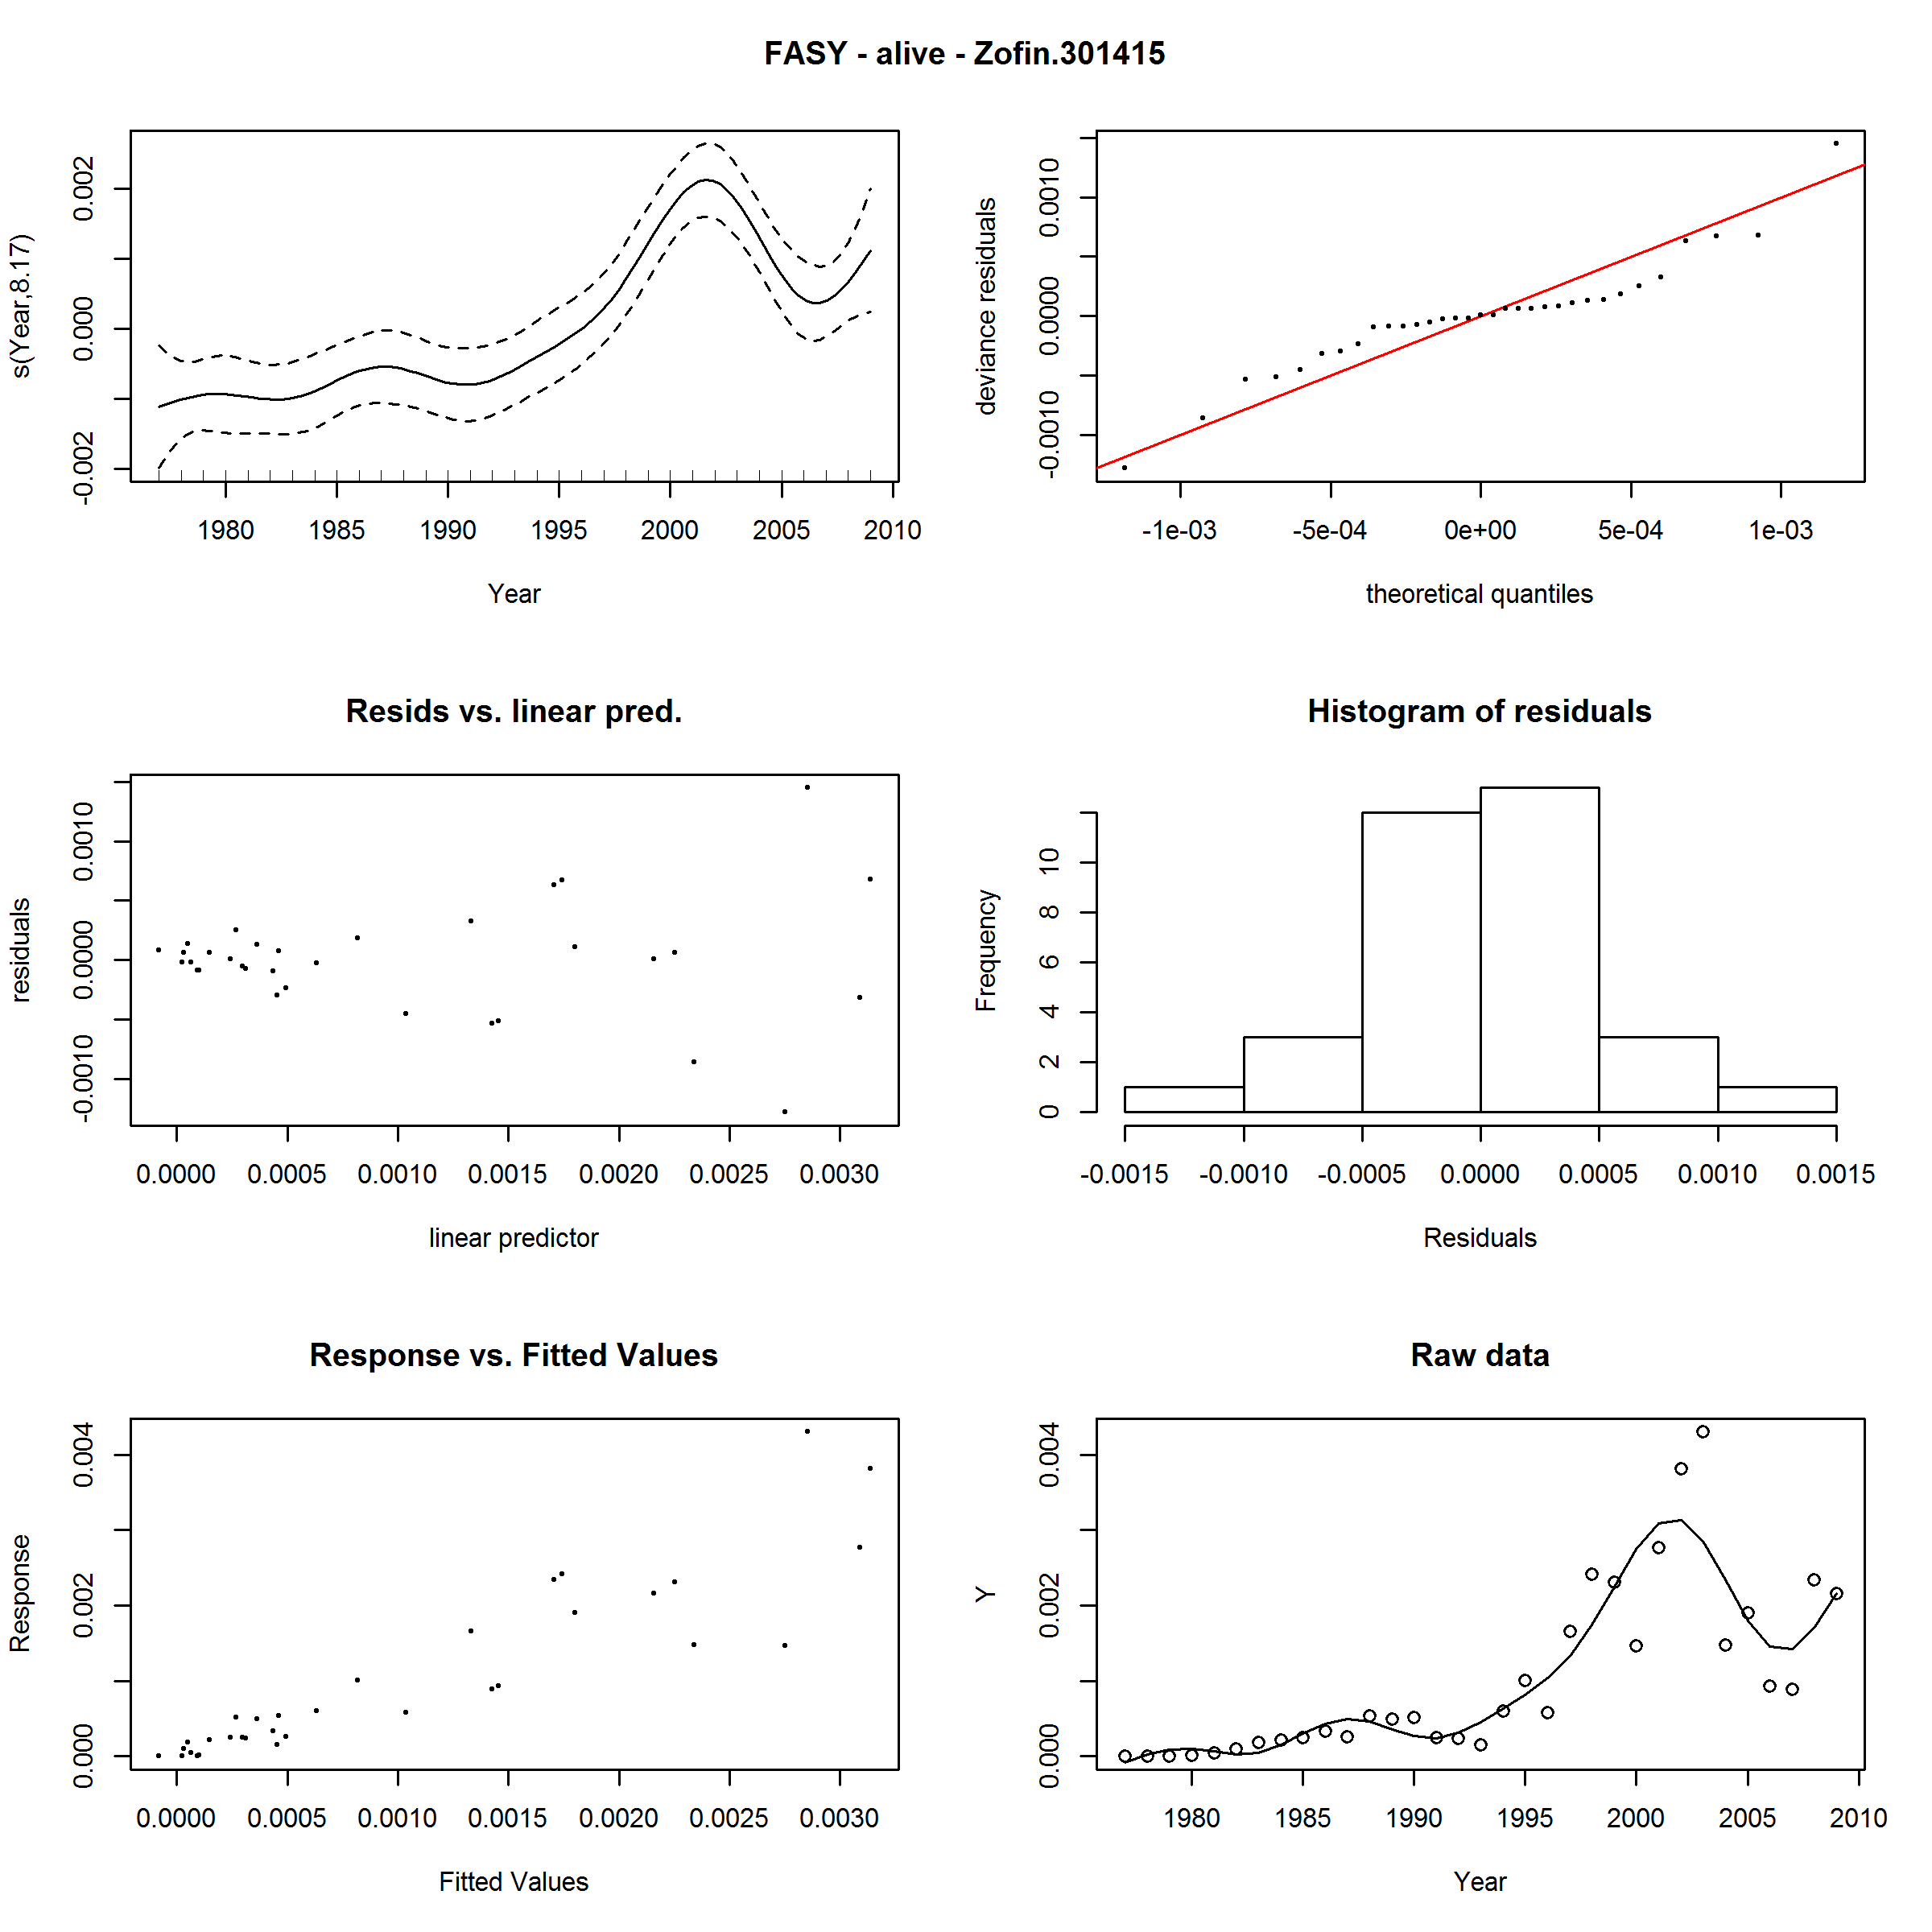 FASY - alive - Zofin.301415
s(Year,8.17)
-0.002 0.000 0.002
1980 1985 1990 1995 2000 2005 2010
Year
deviance residuals
-0.0010 0.0000 0.0010
-1e-03 -5e-04 0e+00 5e-04 1e-03
theoretical quantiles
Resids vs. linear pred.
residuals
-0.0010 0.0000 0.0010
0.0000 0.0005 0.0010 0.0015 0.0020 0.0025 0.0030
linear predictor
Histogram of residuals
Frequency
0 2 4 6 8 10
-0.0015 -0.0010 -0.0005 0.0000 0.0005 0.0010 0.0015
Residuals
Response vs. Fitted Values
Response
0.000 0.002 0.004
0.0000 0.0005 0.0010 0.0015 0.0020 0.0025 0.0030
Fitted Values
Raw data
Y
0.000 0.002 0.004
1980 1985 1990 1995 2000 2005 2010
Year